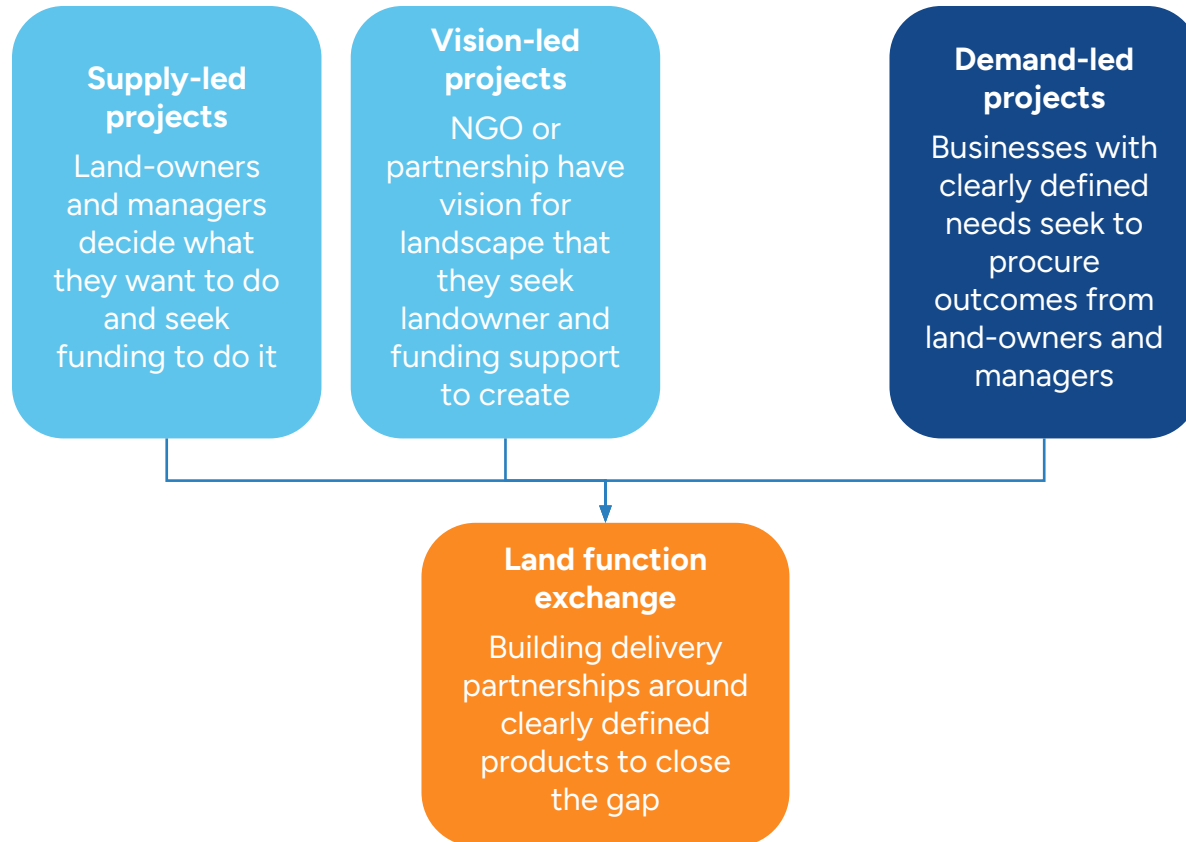 Supply-led
projects
Land-owners
and managers
decide what
they want to do
and seek
funding to do it
Vision-led
projects
NGO or
partnership have
vision for
landscape that
they seek
landowner and
funding support
to create
Demand-led
projects
Businesses with
clearly defined
needs seek to
procure
outcomes from
land-owners and
managers
Land function
exchange
Building delivery
partnerships around
clearly defined
products to close
the gap